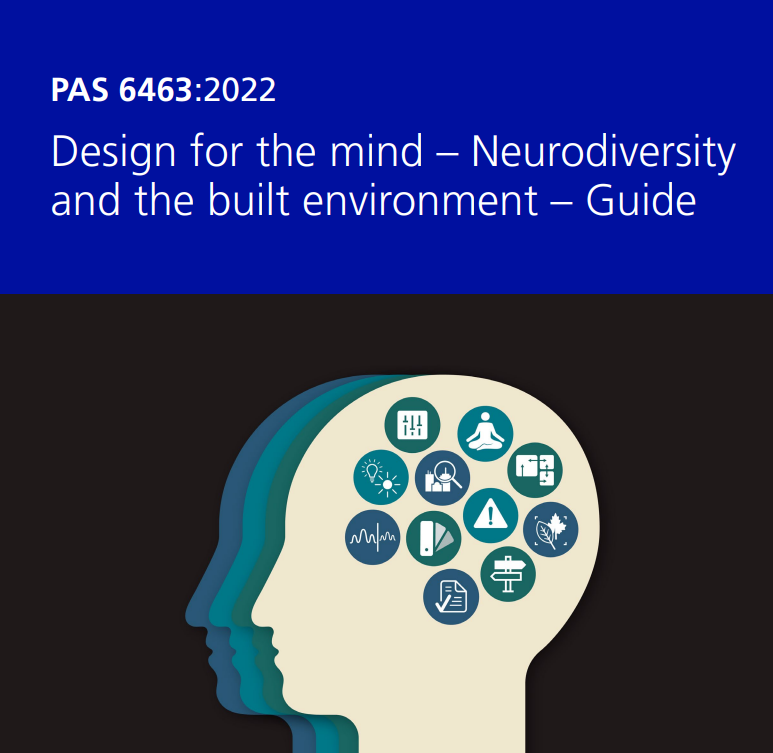 PAS 6463:2022
Design for the mind – Neurodiversity
and the built environment – Guide